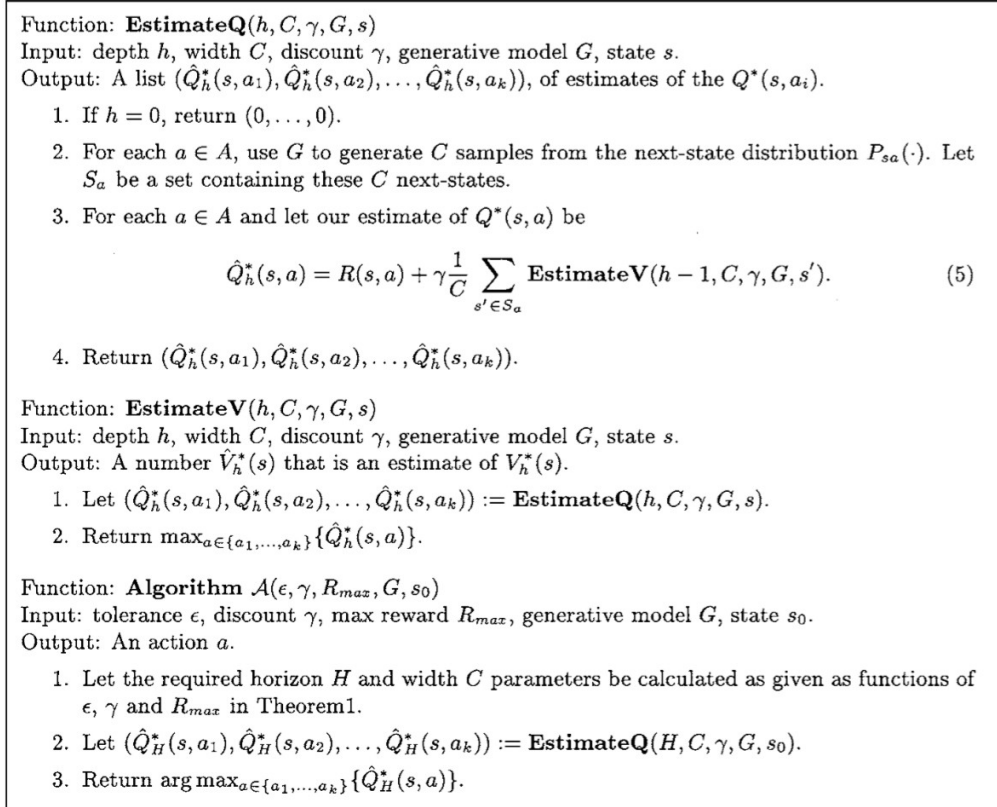 Function: EstimateQ(h, C, γ, G, s)
Input: depth h, width C, discount γ, generative model G, state s.
Output: A list (Q̂*_h(s, a_1), Q̂*_h(s, a_2), . . . , Q̂*_h(s, a_k)), of estimates of the Q*(s, a_i).
1. If h = 0, return (0, . . . , 0).
2. For each a ∈ A, use G to generate C samples from the next-state distribution P_sa(·). Let
S_a be a set containing these C next-states.
3. For each a ∈ A and let our estimate of Q*(s, a) be
Q̂*_h(s, a) = R(s, a) + γ 1/C ∑_{s'∈S_a} EstimateV(h − 1, C, γ, G, s'). (5)
4. Return (Q̂*_h(s, a_1), Q̂*_h(s, a_2), . . . , Q̂*_h(s, a_k)).
Function: EstimateV(h, C, γ, G, s)
Input: depth h, width C, discount γ, generative model G, state s.
Output: A number V̂*_h(s) that is an estimate of V*_h(s).
1. Let (Q̂*_h(s, a_1), Q̂*_h(s, a_2), . . . , Q̂*_h(s, a_k)) := EstimateQ(h, C, γ, G, s).
2. Return max_{a∈{a_1,...,a_k}}{Q̂*_h(s, a)}.
Function: Algorithm A(ϵ, γ, R_max, G, s_0)
Input: tolerance ϵ, discount γ, max reward R_max, generative model G, state s_0.
Output: An action a.
1. Let the required horizon H and width C parameters be calculated as given as functions of
ϵ, γ and R_max in Theorem1.
2. Let (Q̂*_H(s, a_1), Q̂*_H(s, a_2), . . . , Q̂*_H(s, a_k)) := EstimateQ(H, C, γ, G, s_0).
3. Return arg max_{a∈{a_1,...,a_k}}{Q̂*_H(s, a)}.